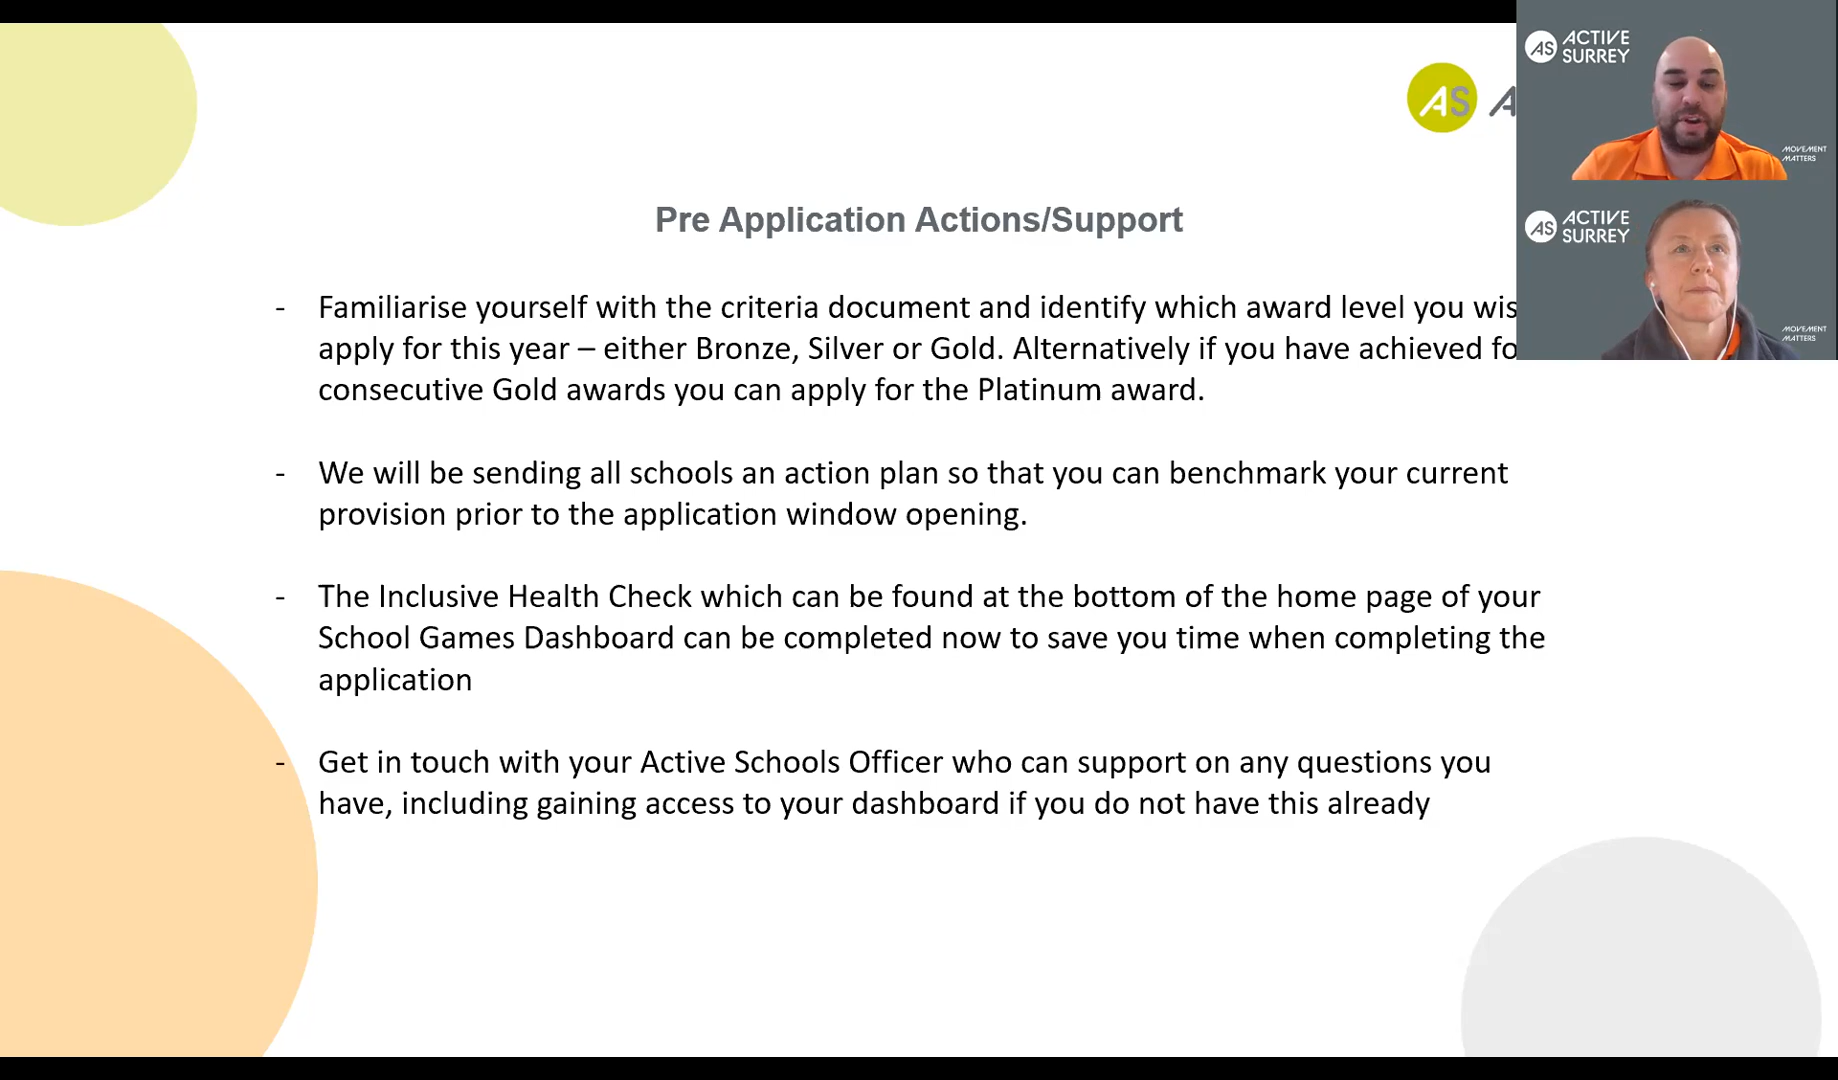 AS A
Pre Application Actions/Support
- Familiarise yourself with the criteria document and identify which award level you
apply for this year – either Bronze, Silver or Gold. Alternatively if you have achieved
consecutive Gold awards you can apply for the Platinum award.
- We will be sending all schools an action plan so that you can benchmark your current
provision prior to the application window opening.
- The Inclusive Health Check which can be found at the bottom of the home page of your
School Games Dashboard can be completed now to save you time when completing the
application
- Get in touch with your Active Schools Officer who can support on any questions you
have, including gaining access to your dashboard if you do not have this already
AS ACTIVE
SURREY
MOVEMENT
MATTERS
AS ACTIVE
SURREY
MOVEMENT
MATTERS